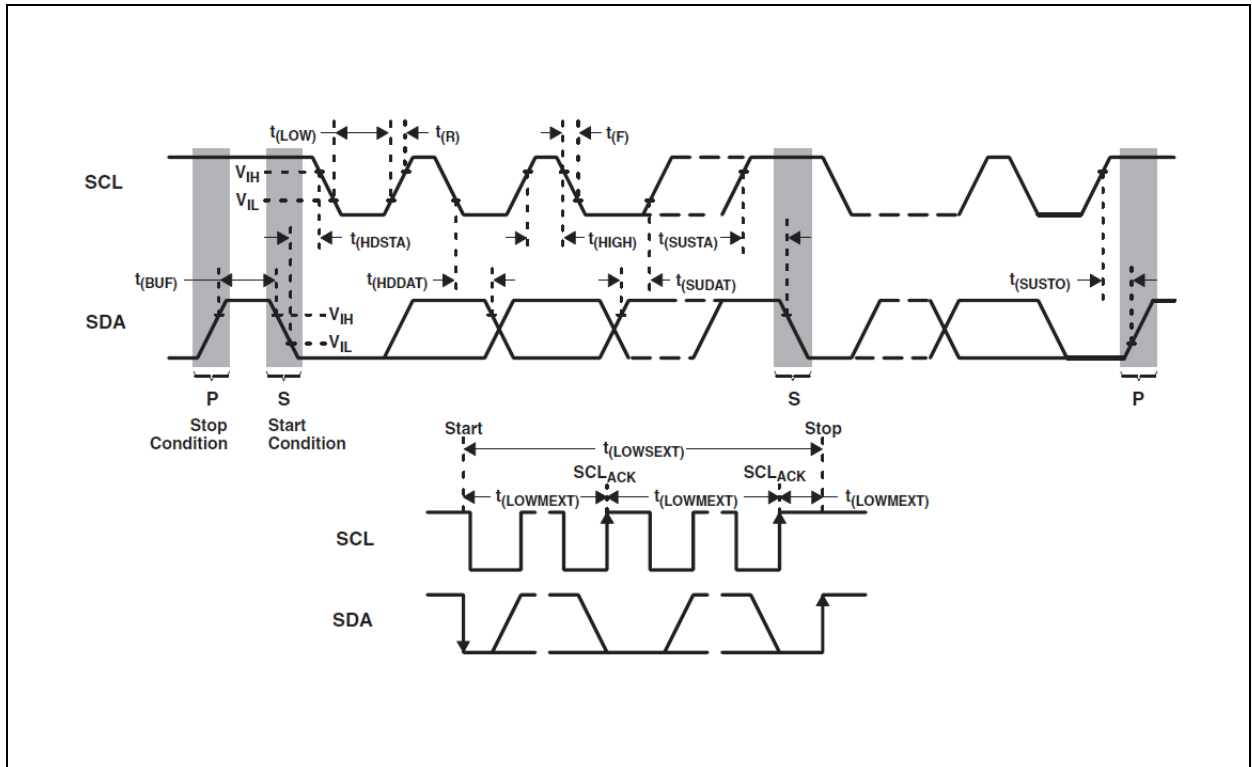 t(LOW) t(R) t(F)
SCL
VIH
VIL
t(HDSTA) t(HIGH) t(SUSTA)
t(BUF) t(HDDAT) t(SUDAT) t(SUSTO)
SDA
VIH
VIL
P S S P
Stop Condition
Start Condition
Start Stop
t(LOWSEXT)
SCLACK SCLACK
t(LOWMEXT) t(LOWMEXT) t(LOWMEXT)
SCL
SDA